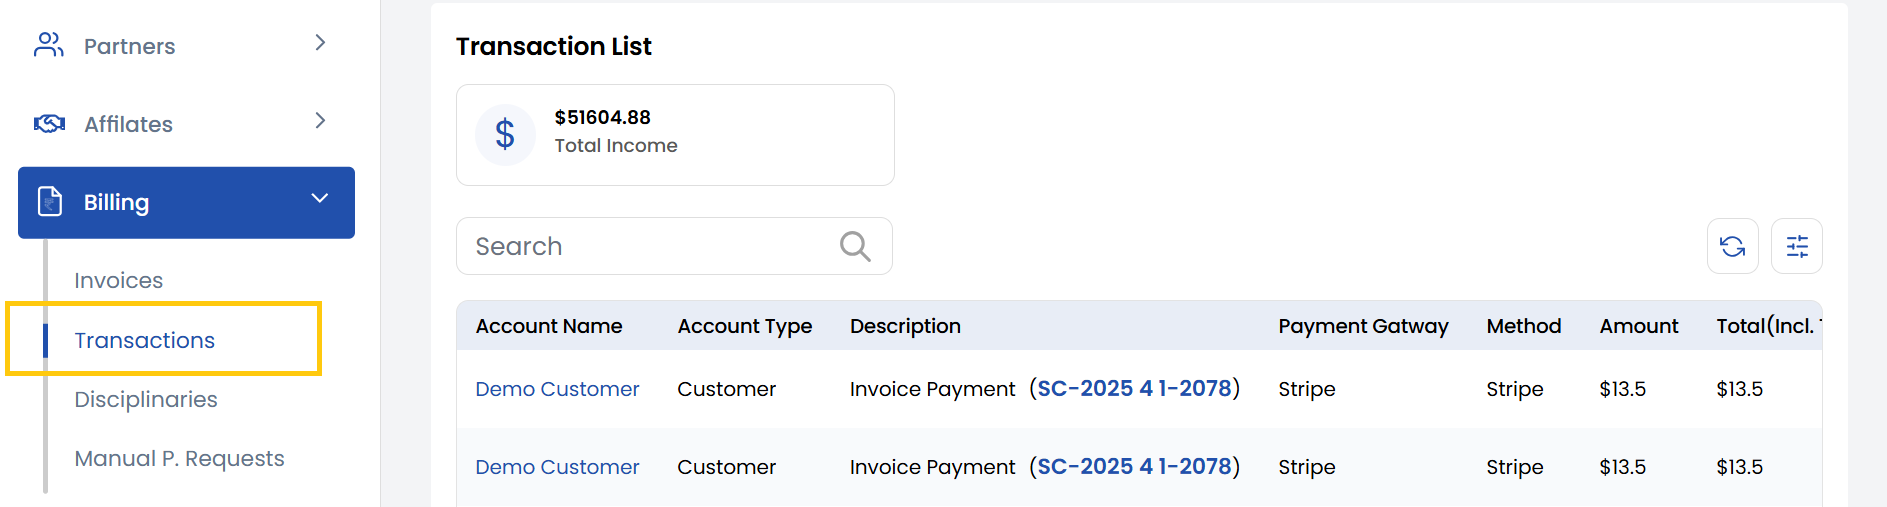 Partners
Affilates
Billing
Invoices
Transactions
Disciplinaries
Manual P. Requests
Transaction List
$
$51604.88
Total Income
Search
Account Name Account Type Description Payment Gatway Method Amount Total(Incl.
Demo Customer Customer Invoice Payment (SC-2025 4 1-2078) Stripe Stripe $13.5 $13.5
Demo Customer Customer Invoice Payment (SC-2025 4 1-2078) Stripe Stripe $13.5 $13.5